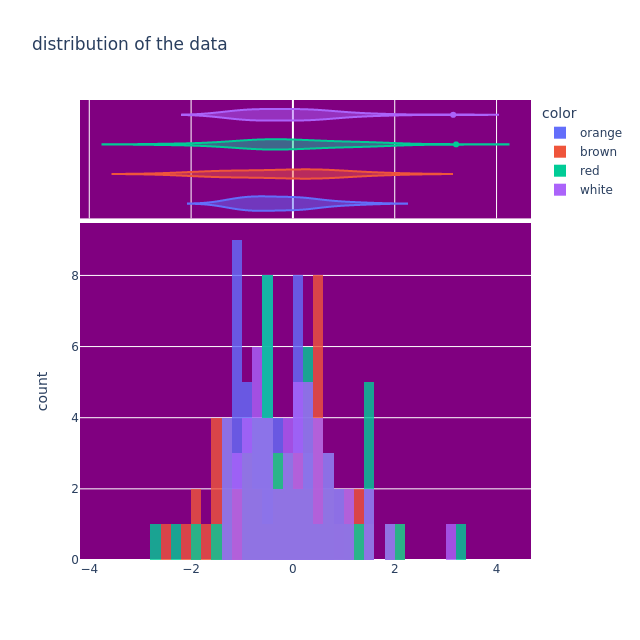 distribution of the data
color
orange
brown
red
white
8
6
4
2
0
count
−4
−2
0
2
4